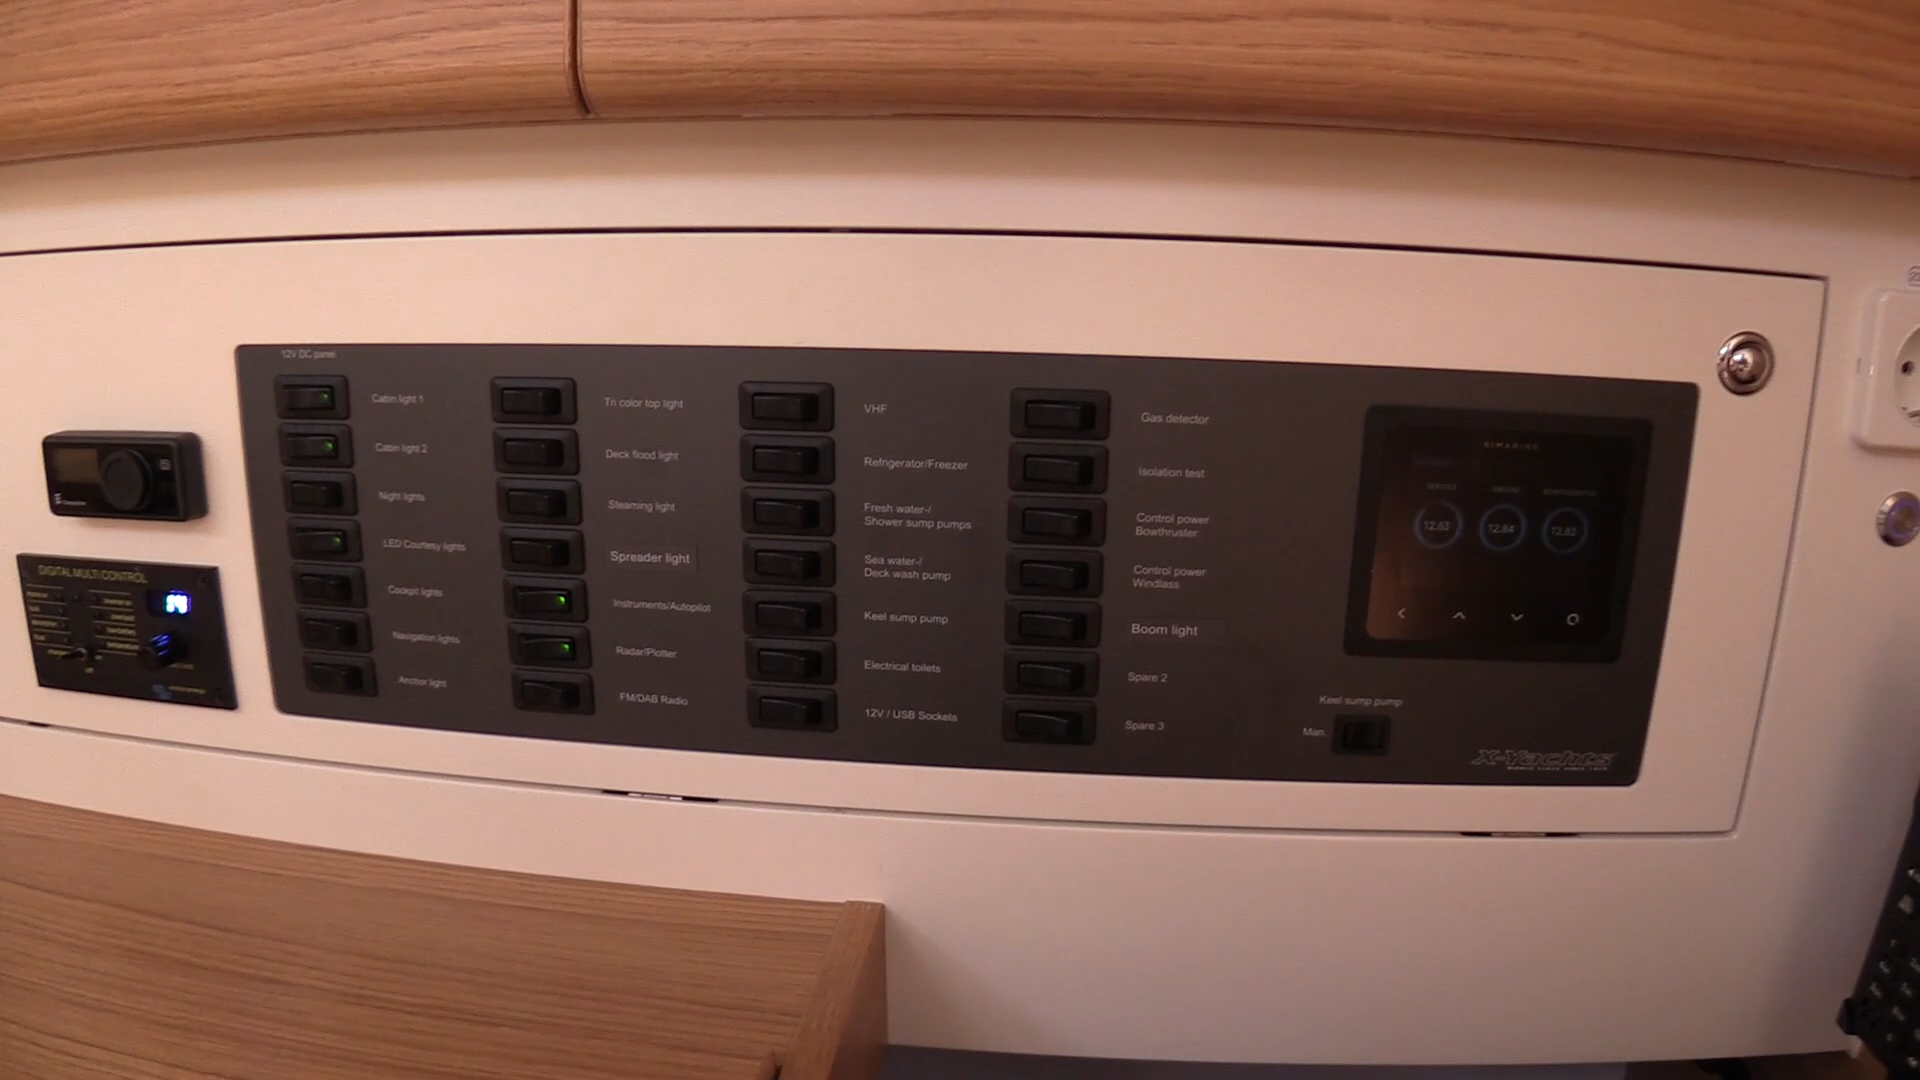 12V DC panel
Cabin light 1
Cabin light 2
Night lights
LED Courtesy lights
Cockpit lights
Navigation lights
Anchor light
Tri color top light
Deck flood light
Steaming light
Spreader light
Instruments/Autopilot
Radar/Plotter
FM/DAB Radio
VHF
Refrigerator/Freezer
Fresh water-/
Shower sump pumps
Sea water-/
Deck wash pump
Keel sump pump
Electrical toilets
12V / USB Sockets
Gas detector
Isolation test
Control power
Bowthruster
Control power
Windlass
Boom light
Spare 2
Spare 3
SIMARINE
SERVICE
ENGINE
BOWTHRUSTER
12.63
12.84
12.82
Keel sump pump
Man.
X-Yachts
DIGITAL MULTI CONTROL